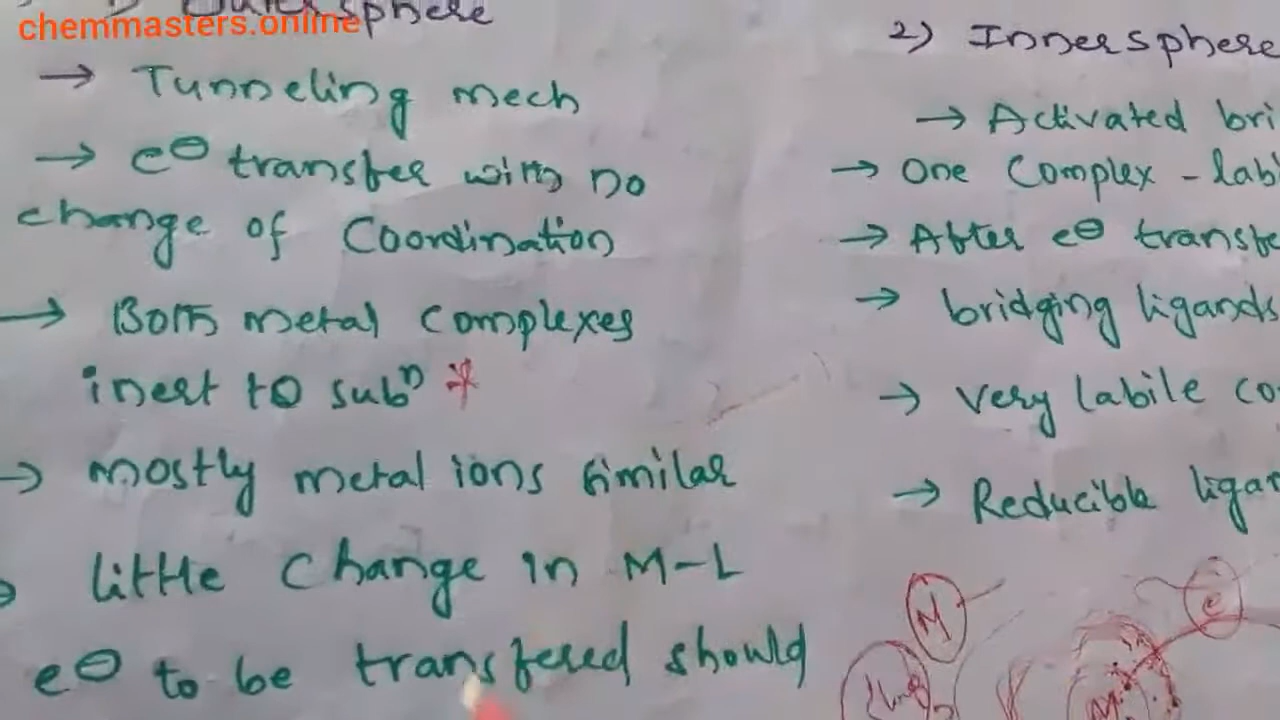 1) Outersphere
chemmasters.online
→ Tunneling mech
→ e⊖ transfer with no
change of Coordination
→ Both metal complexes
inert to subⁿ *
→ mostly metal ions similar
little change in M-L
e⊖ to be transfered should
2) Innersphere
→ Activated bri
→ One Complex - lab
→ After e⊖ transfe
→ bridging ligands
→ very labile co
→ Reducible ligan
M
e